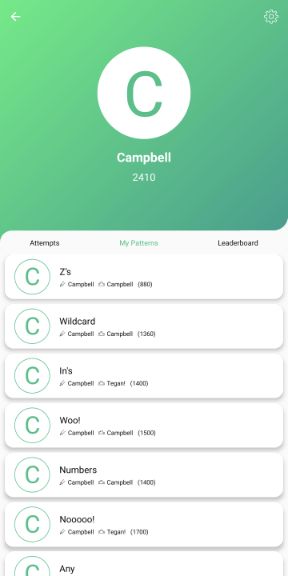 C
Campbell
2410
Attempts My Patterns Leaderboard
C
Z's
Campbell Campbell (880)
C
Wildcard
Campbell Campbell (1360)
C
In's
Campbell Tegan! (1400)
C
Woo!
Campbell Campbell (1500)
C
Numbers
Campbell Campbell (1400)
C
Nooooo!
Campbell Tegan! (1700)
C
Any